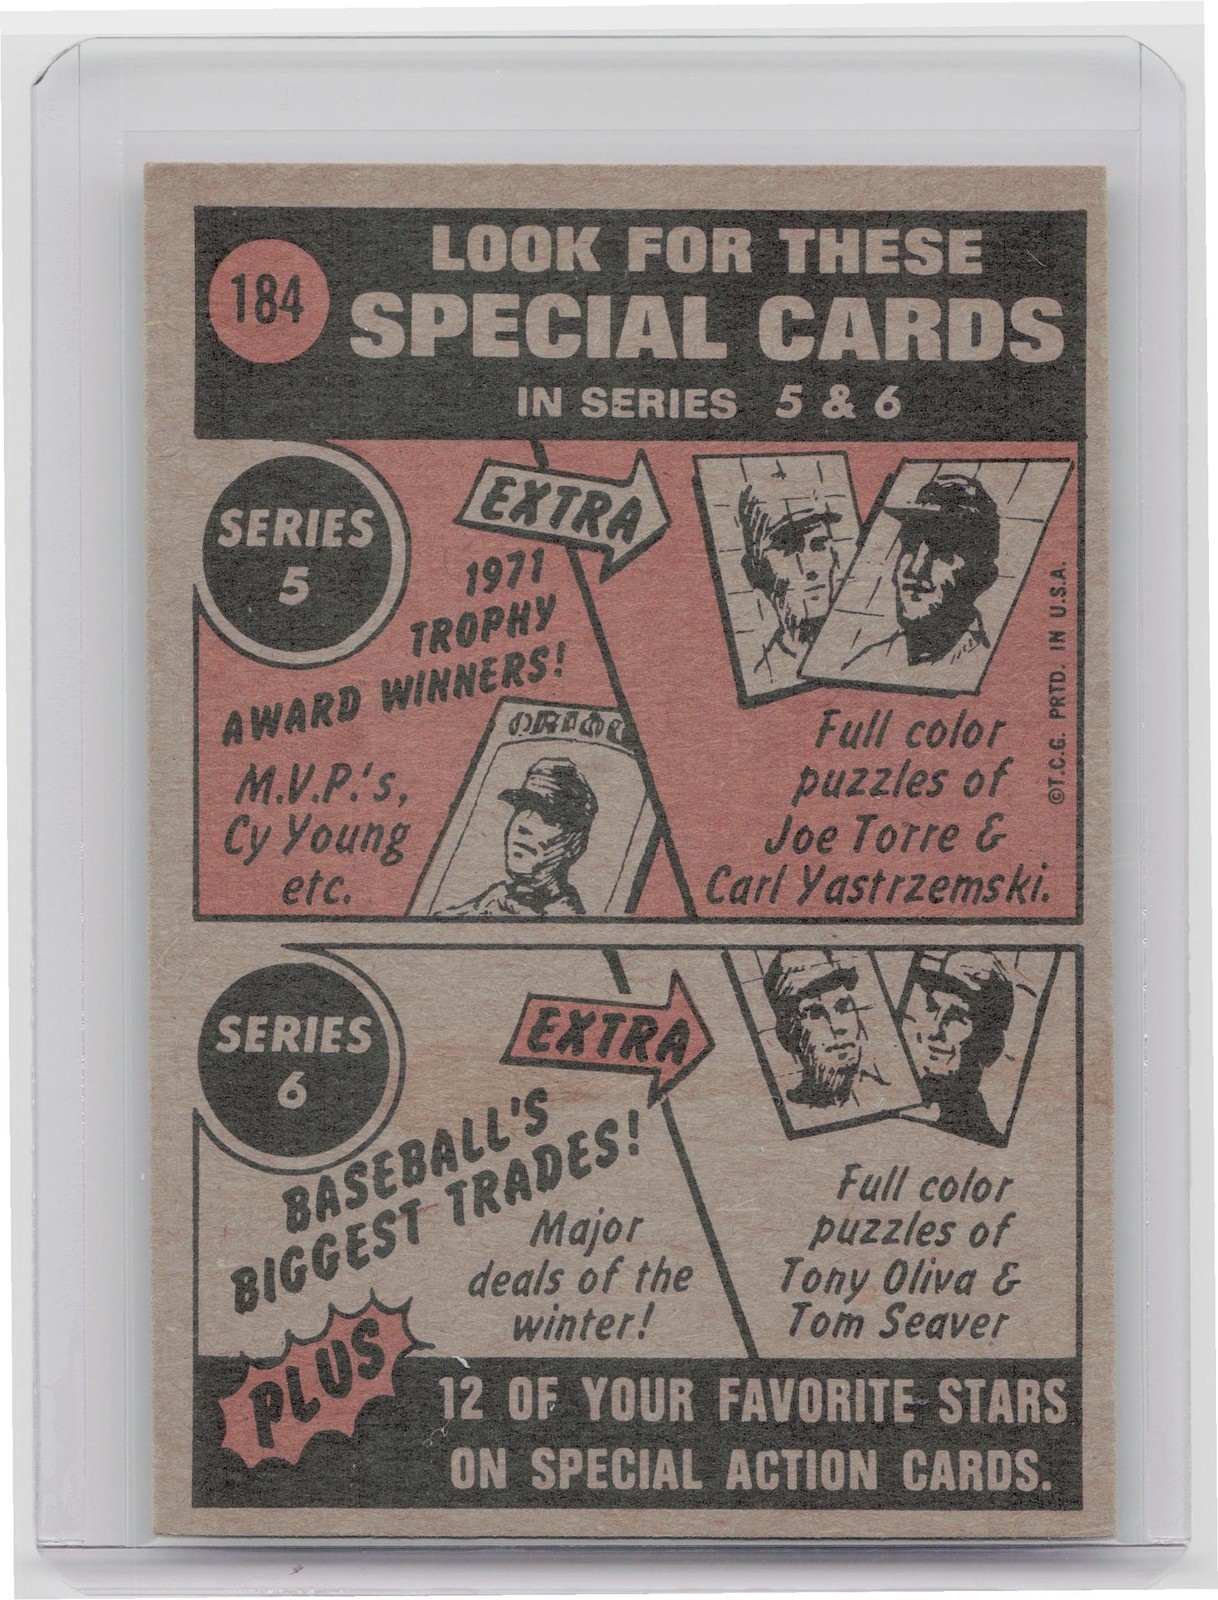 184
LOOK FOR THESE
SPECIAL CARDS
IN SERIES 5 & 6
SERIES
5
1971
TROPHY
AWARD WINNERS!
M.V.P.'s,
Cy Young
etc.
EXTRA
Full color
puzzles of
Joe Torre &
Carl Yastrzemski.
©T.C.G. PRTD. IN U.S.A.
SERIES
6
BASEBALL'S
BIGGEST TRADES!
Major
deals of the
winter!
EXTRA
Full color
puzzles of
Tony Oliva &
Tom Seaver
PLUS
12 OF YOUR FAVORITE STARS
ON SPECIAL ACTION CARDS.